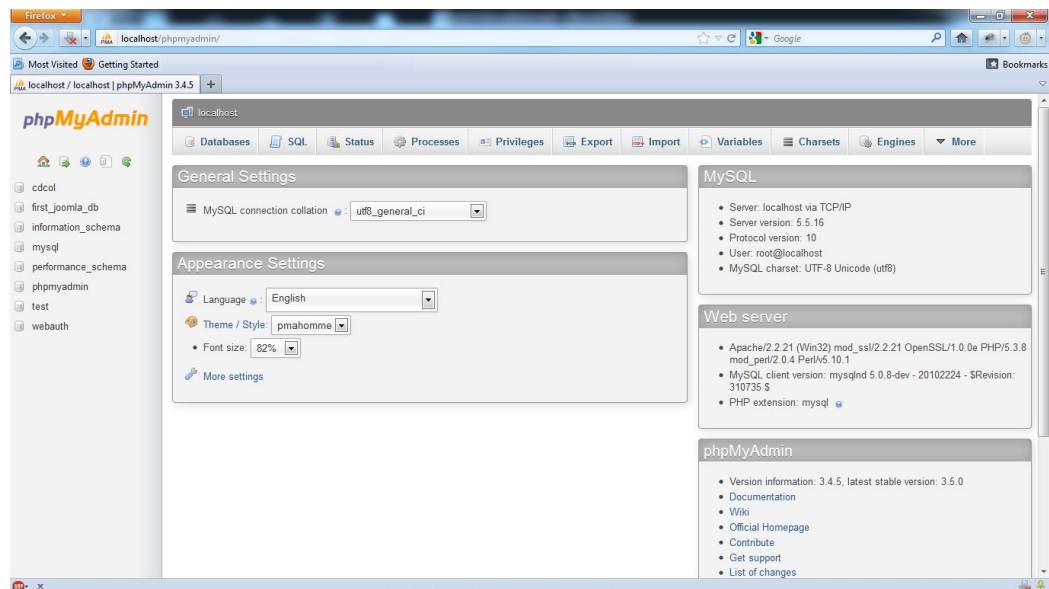 Firefox
localhost/phpmyadmin/
Google
Most Visited Getting Started
Bookmarks
localhost / localhost | phpMyAdmin 3.4.5
phpMyAdmin
cdcol
first_joomla_db
information_schema
mysql
performance_schema
phpmyadmin
test
webauth
localhost
Databases SQL Status Processes Privileges Export Import Variables Charsets Engines More
General Settings
MySQL connection collation : utf8_general_ci
Appearance Settings
Language : English
Theme / Style: pmahomme
Font size: 82%
More settings
MySQL
Server: localhost via TCP/IP
Server version: 5.5.16
Protocol version: 10
User: root@localhost
MySQL charset: UTF-8 Unicode (utf8)
Web server
Apache/2.2.21 (Win32) mod_ssl/2.2.21 OpenSSL/1.0.0e PHP/5.3.8
mod_perl/2.0.4 Perl/v5.10.1
MySQL client version: mysqlnd 5.0.8-dev - 20102224 - $Revision:
310735 $
PHP extension: mysql
phpMyAdmin
Version information: 3.4.5, latest stable version: 3.5.0
Documentation
Wiki
Official Homepage
Contribute
Get support
List of changes